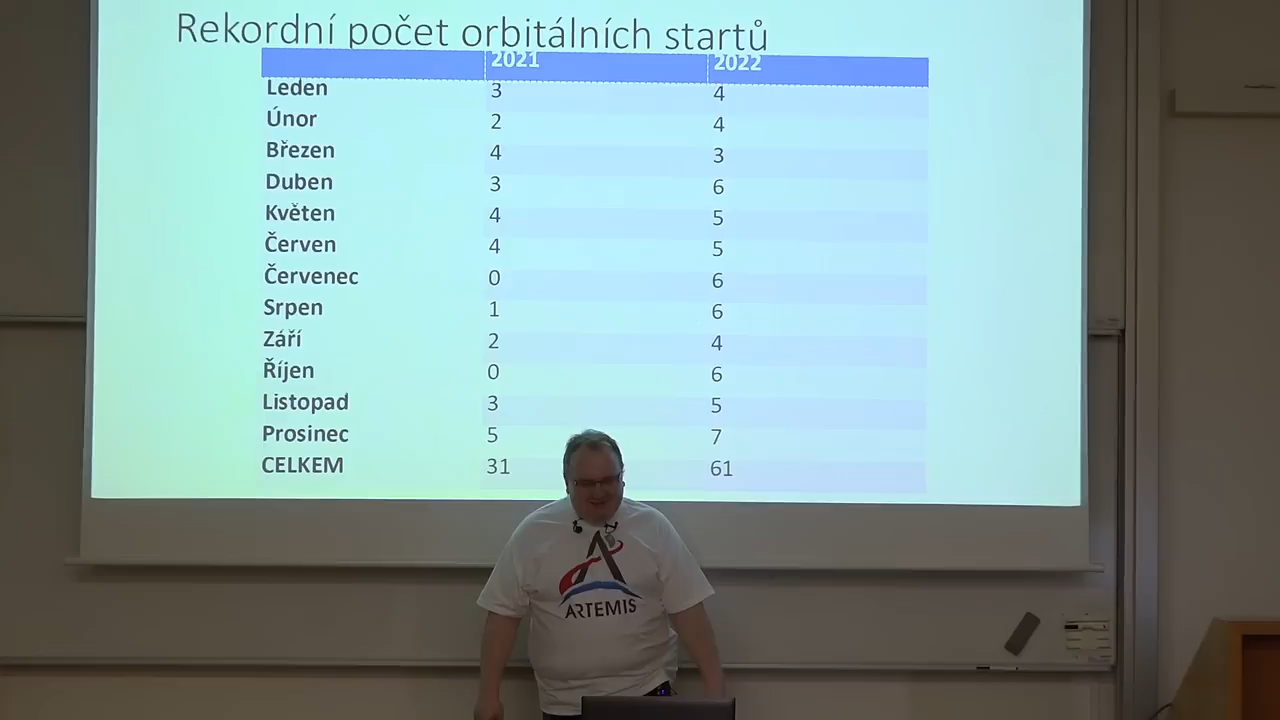 Rekordní počet orbitálních startů
2021 2022
Leden 3 4
Únor 2 4
Březen 4 3
Duben 3 6
Květen 4 5
Červen 4 5
Červenec 0 6
Srpen 1 6
Září 2 4
Říjen 0 6
Listopad 3 5
Prosinec 5 7
CELKEM 31 61
ARTEMIS